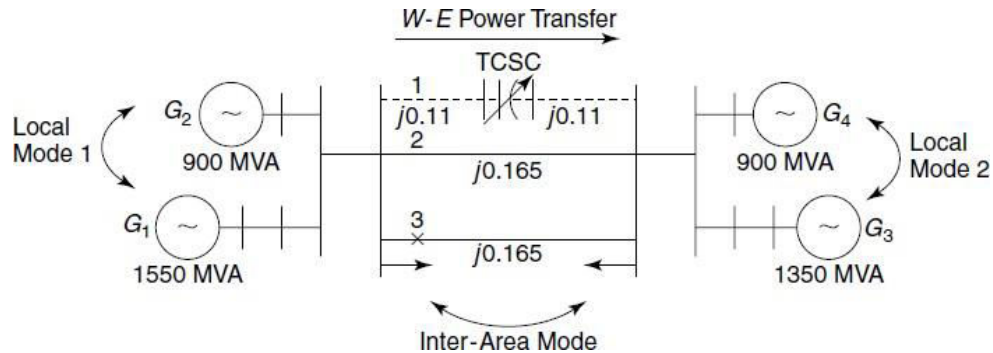 W-E Power Transfer
TCSC
1
j0.11
j0.11
2
j0.165
3
j0.165
Inter-Area Mode
Local
Mode 1
G2
~
900 MVA
G1
~
1550 MVA
~
G4
900 MVA
~
G3
1350 MVA
Local
Mode 2